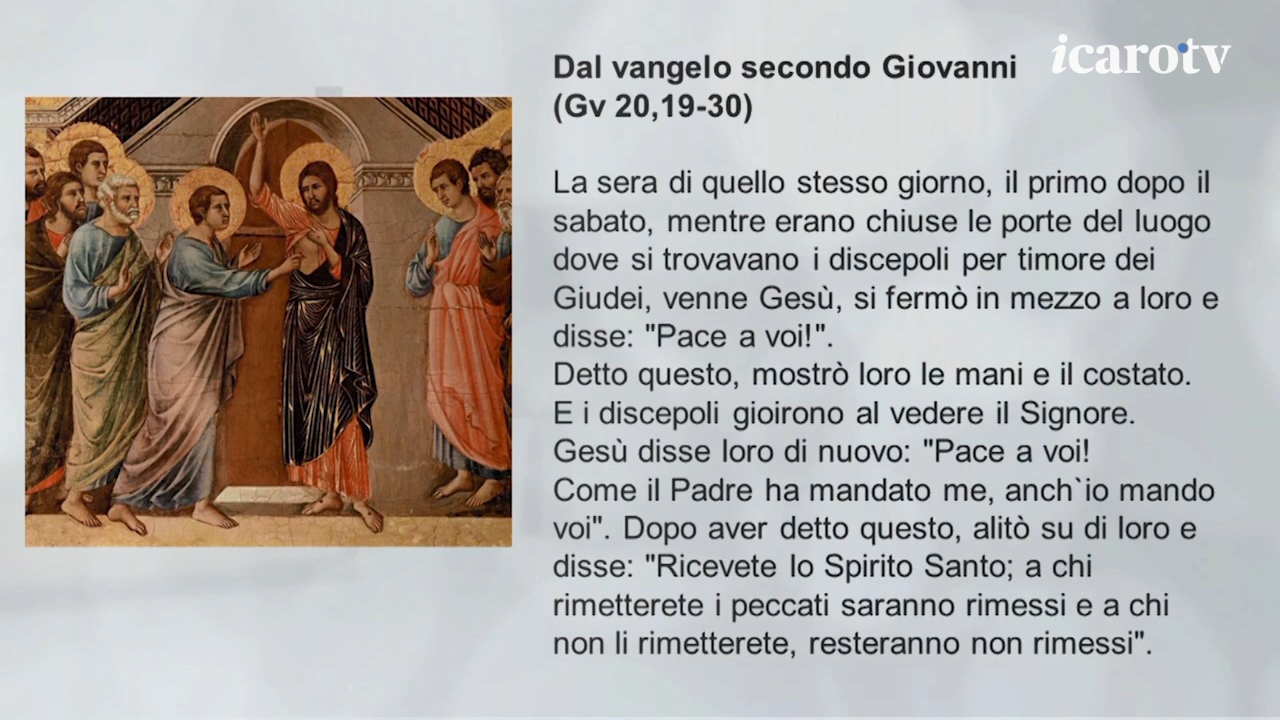 icarotv
Dal vangelo secondo Giovanni
(Gv 20,19-30)
La sera di quello stesso giorno, il primo dopo il
sabato, mentre erano chiuse le porte del luogo
dove si trovavano i discepoli per timore dei
Giudei, venne Gesù, si fermò in mezzo a loro e
disse: "Pace a voi!".
Detto questo, mostrò loro le mani e il costato.
E i discepoli gioirono al vedere il Signore.
Gesù disse loro di nuovo: "Pace a voi!
Come il Padre ha mandato me, anch`io mando
voi". Dopo aver detto questo, alitò su di loro e
disse: "Ricevete lo Spirito Santo; a chi
rimetterete i peccati saranno rimessi e a chi
non li rimetterete, resteranno non rimessi".